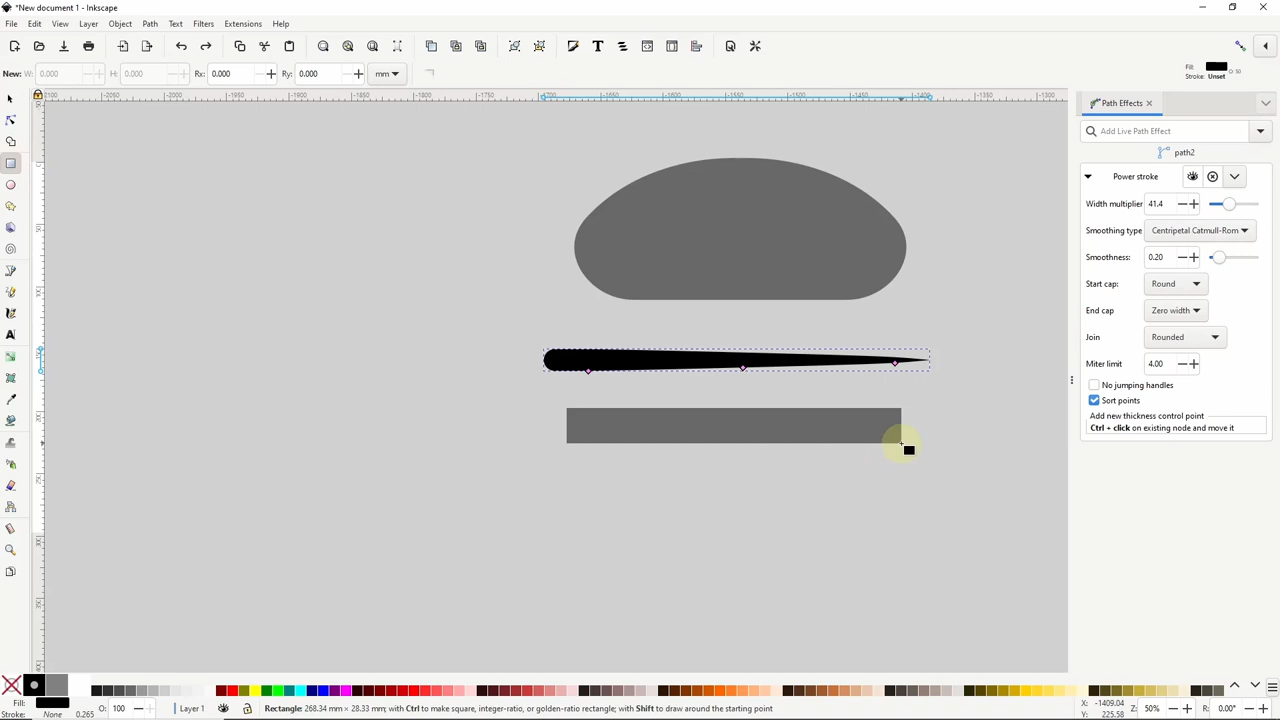 *New document 1 - Inkscape
File Edit View Layer Object Path Text Filters Extensions Help
New: W: 0.000 H: 0.000 Rx: 0.000 Ry: 0.000 mm
Fill:
Stroke: Unset
Path Effects
Add Live Path Effect
path2
Power stroke
Width multiplier 41.4
Smoothing type Centripetal Catmull-Rom
Smoothness: 0.20
Start cap: Round
End cap Zero width
Join Rounded
Miter limit 4.00
No jumping handles
Sort points
Add new thickness control point
Ctrl + click on existing node and move it
Fill:
Stroke: None 0.265
O: 100
Layer 1
Rectangle: 268.34 mm × 28.33 mm; with Ctrl to make square, integer-ratio, or golden-ratio rectangle; with Shift to draw around the starting point
X: -1409.04
Y: 225.58
Z: 50%
R: 0.00°